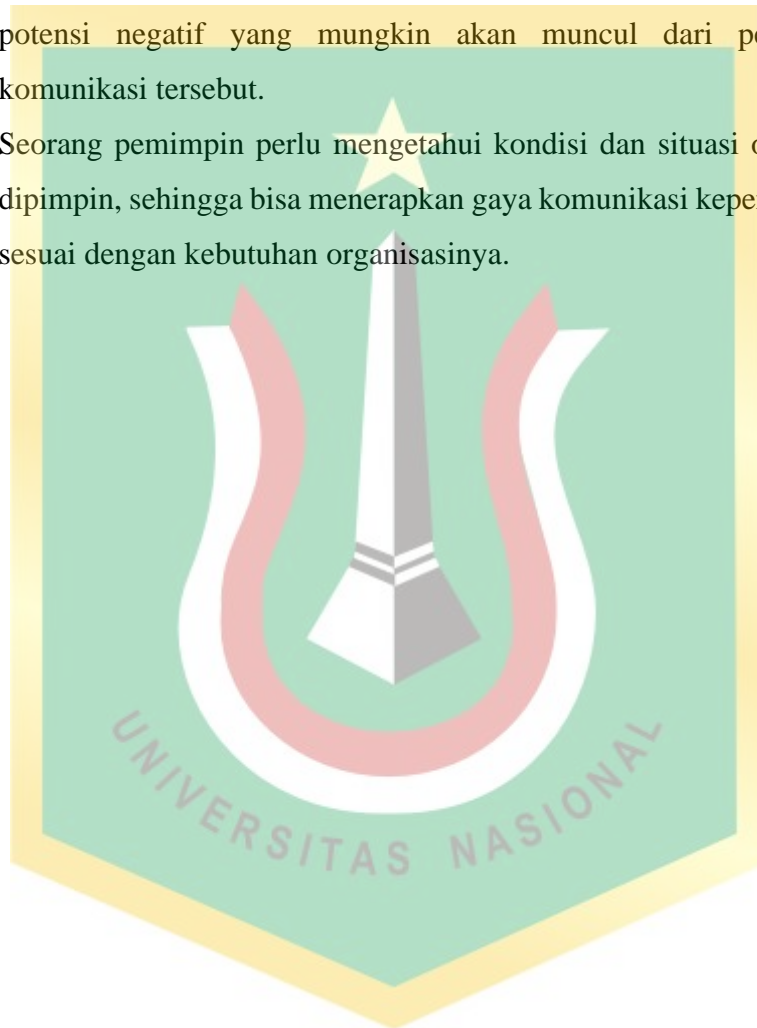 potensi negatif yang mungkin akan muncul dari
komunikasi tersebut.
Seorang pemimpin perlu mengetahui kondisi dan situasi
dipimpin, sehingga bisa menerapkan gaya komunikasi
sesuai dengan kebutuhan organisasinya.
UNIVERSITAS NASIONAL